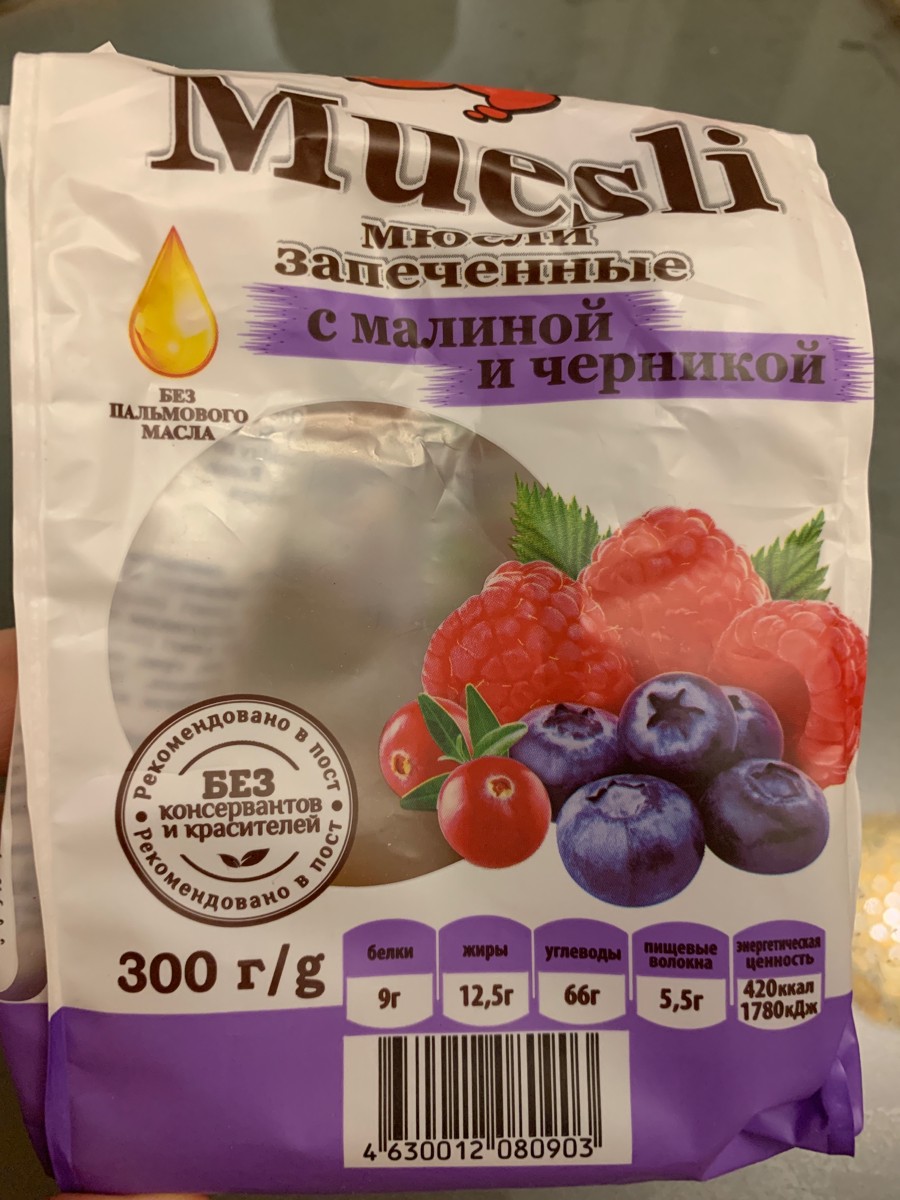 Muesli
Мюсли
запеченные
с малиной
и черникой
БЕЗ
ПАЛЬМОВОГО
МАСЛА
Рекомендовано в пост
БЕЗ
консервантов
и красителей
Рекомендовано в пост
300 г/g
белки
9г
жиры
12,5г
углеводы
66г
пищевые
волокна
5,5г
энергетическая
ценность
420ккал
1780кДж
4 630012 080903